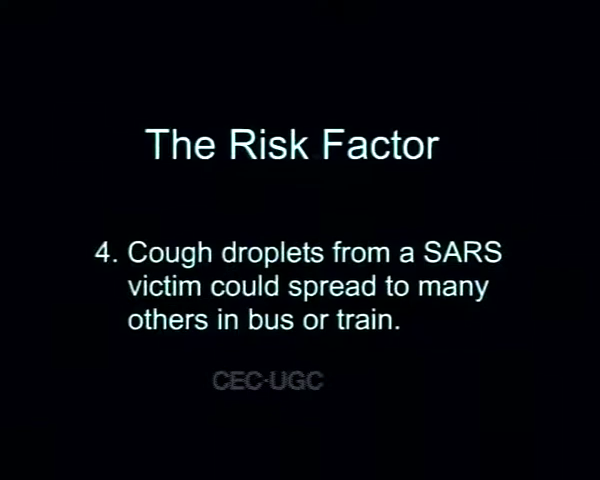 The Risk Factor
4. Cough droplets from a SARS
victim could spread to many
others in bus or train.
CEC-UGC